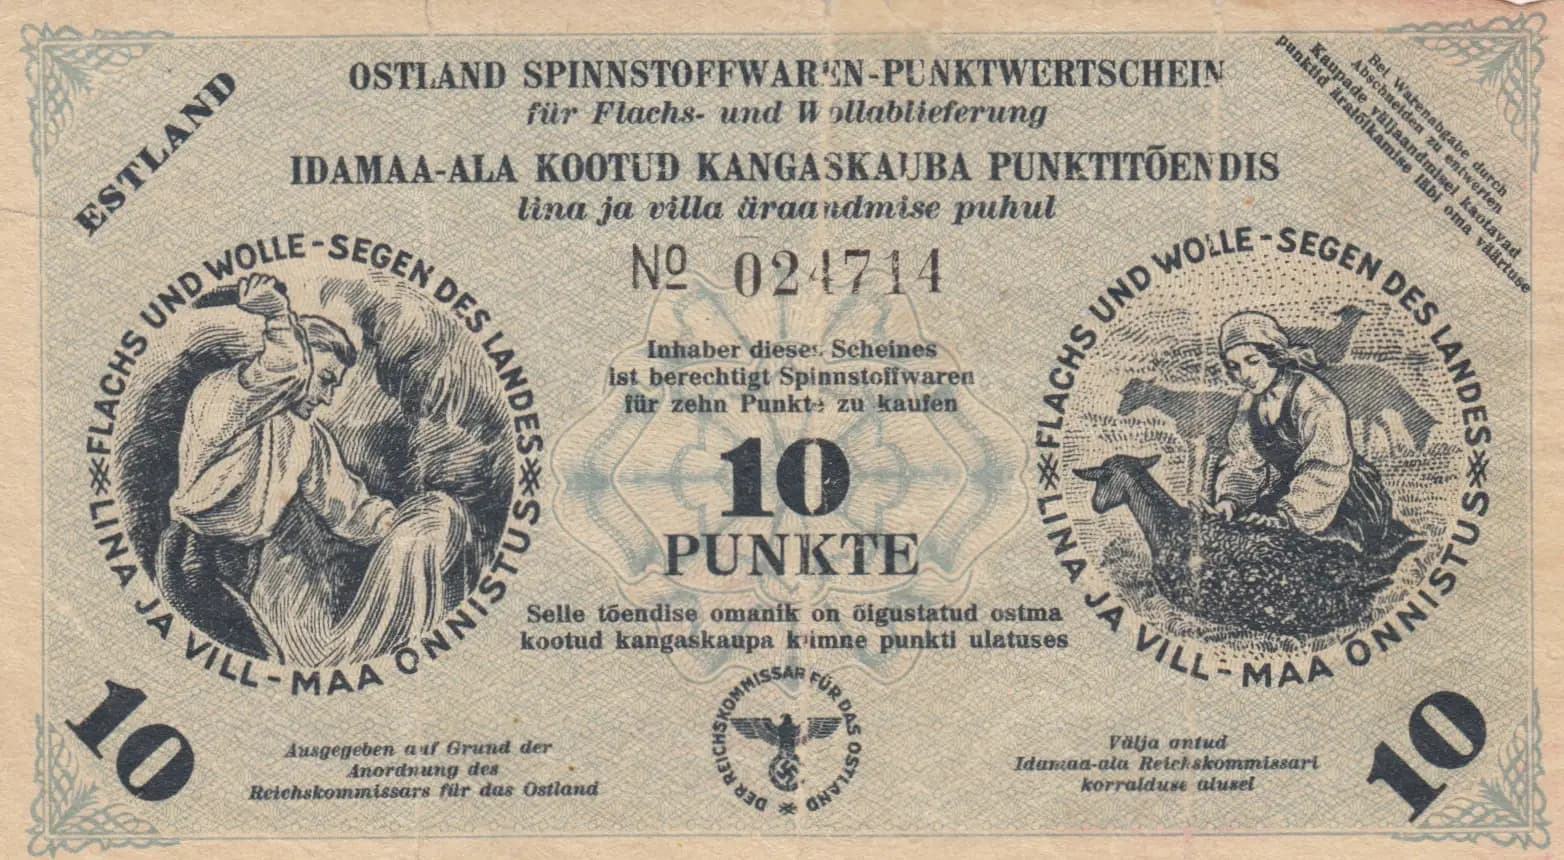 ESTLAND
OSTLAND SPINNSTOFFWAREN-PUNKTWERTSCHEIN
für Flachs- und Wollablieferung
IDAMAA-ALA KOOTUD KANGASKAUBA PUNKTITÕENDIS
lina ja villa äraandmise puhul
Bei Warenabgabe durch
Abschneiden zu entwerten
Kaupade väljaandmisel kaotavad
punktid äralõikamise läbi oma väärtuse
No 024714
FLACHS UND WOLLE - SEGEN DES LANDES
LINA JA VILL - MAA ÕNNISTUS
Inhaber dieses Scheines
ist berechtigt Spinnstoffwaren
für zehn Punkte zu kaufen
10
PUNKTE
Selle tõendise omanik on õigustatud ostma
kootud kangaskaupa kümne punkti ulatuses
FLACHS UND WOLLE - SEGEN DES LANDES
LINA JA VILL - MAA ÕNNISTUS
10
Ausgegeben auf Grund der
Anordnung des
Reichskommissars für das Ostland
DER REICHSKOMMISSAR FÜR DAS OSTLAND
Välja antud
Idamaa-ala Reichskommissari
korralduse alusel
10